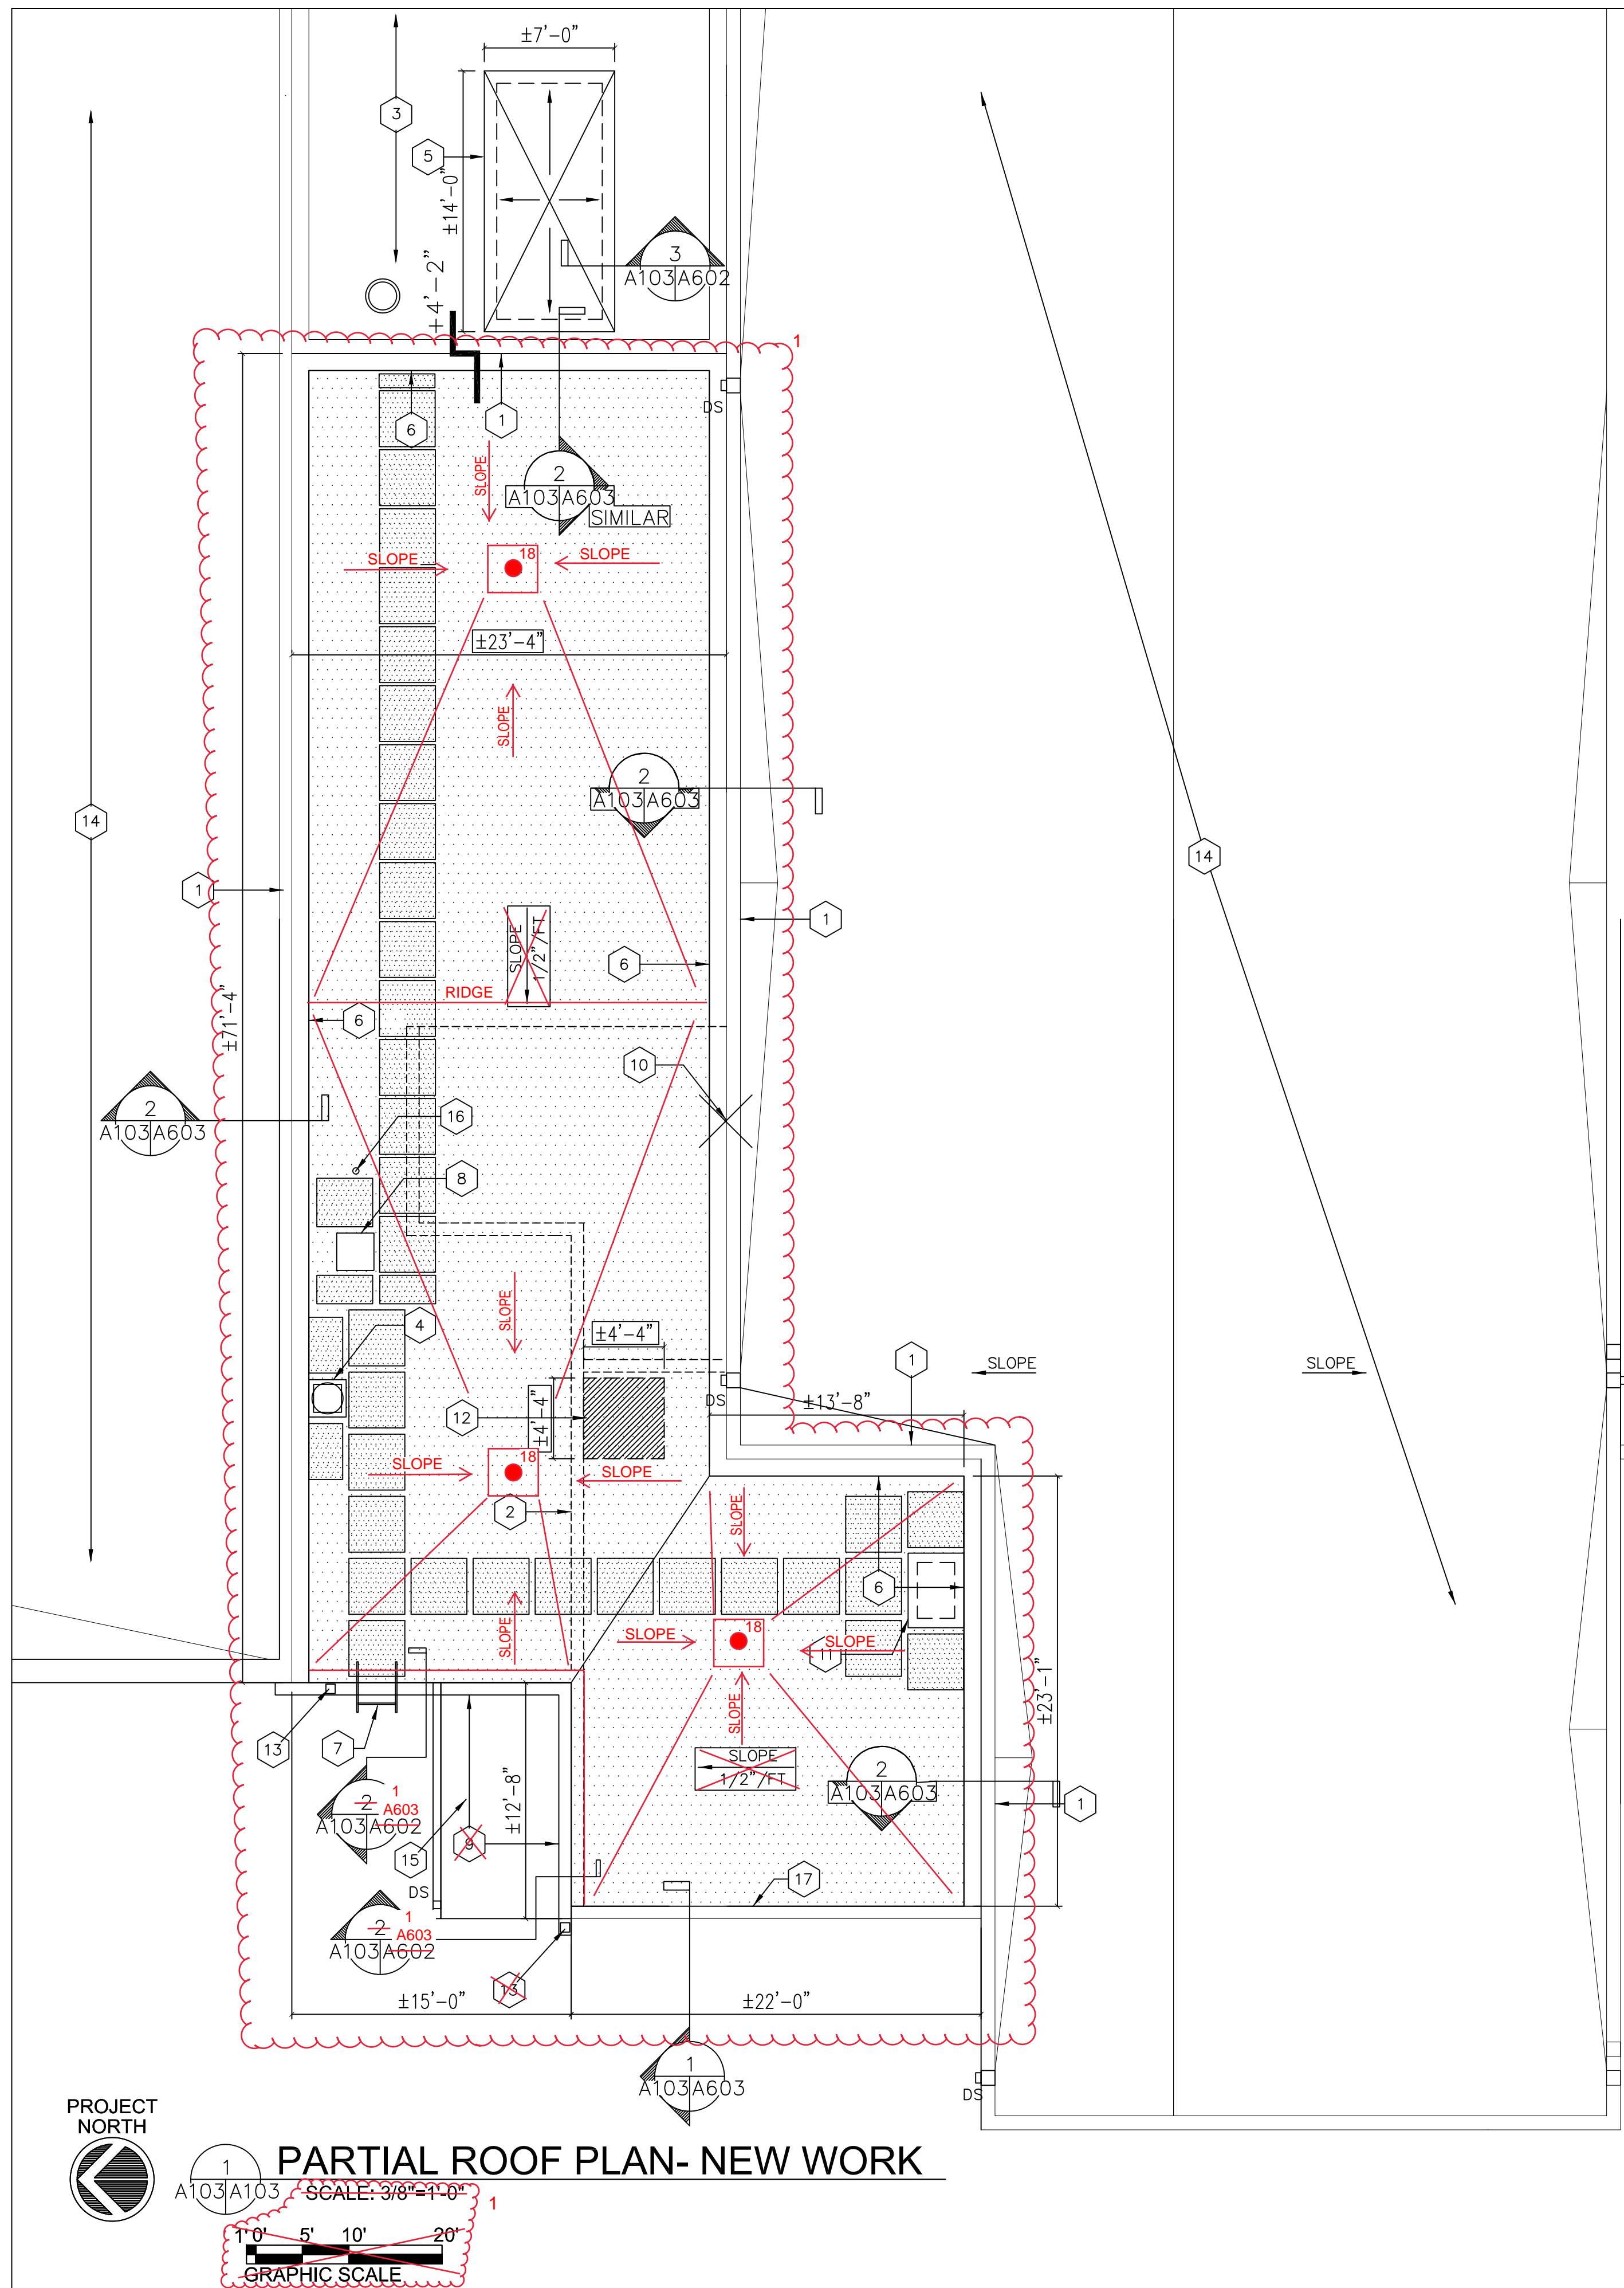 ±7'-0"
3
5
±14'-0"
3
A103 A602
+4'-2"
1
DS
6
1
SLOPE
2
A103 A603
SIMILAR
SLOPE
18
SLOPE
±23'-4"
SLOPE
2
A103 A603
14
14
1
1
SLOPE
1/2"/FT
6
RIDGE
±71'-4"
6
10
2
A103 A603
16
8
SLOPE
4
±4'-4"
1
SLOPE
SLOPE
DS
±13'-8"
±4'-4"
12
SLOPE
18
SLOPE
2
SLOPE
6
SLOPE
SLOPE
18
SLOPE
11
±23'-1"
SLOPE
13
7
SLOPE
1/2"/FT
2
A103 A603
1
2 1
A603
A103 A602
±12'-8"
9
15
DS
17
2 1
A603
A103 A602
13
±15'-0"
±22'-0"
1
A103 A603
DS
PROJECT
NORTH
1
A103 A103
PARTIAL ROOF PLAN- NEW WORK
SCALE: 3/8"=1'-0"
1
1'0' 5' 10' 20'
GRAPHIC SCALE